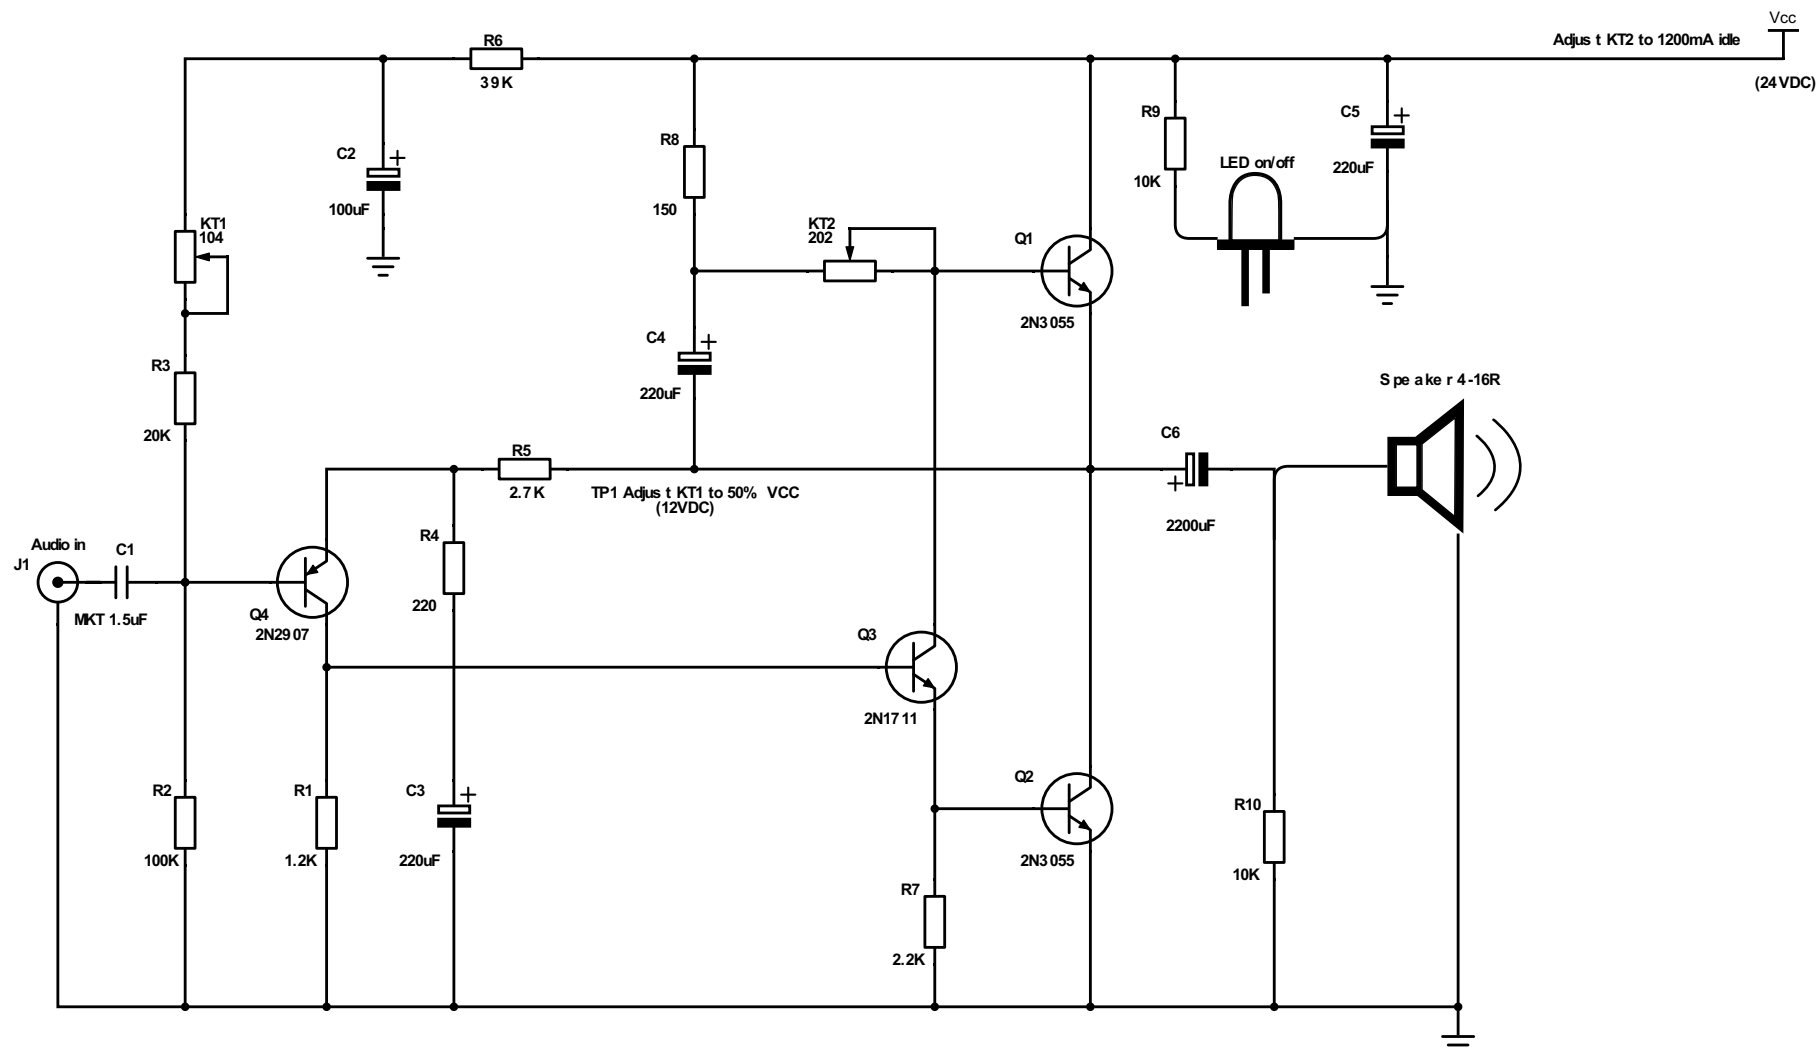 Vcc
Adjust KT2 to 1200mA idle
(24VDC)
R6
39K
C2
100uF
R8
150
R9
10K
LED on/off
C5
220uF
KT1
104
KT2
202
Q1
2N3055
C4
220uF
R3
20K
Speaker 4-16R
C6
2200uF
R5
2.7K
TP1 Adjust KT1 to 50% VCC
(12VDC)
R4
220
Audio in
J1
C1
MKT 1.5uF
Q4
2N2907
Q3
2N1711
Q2
2N3055
R2
100K
R1
1.2K
C3
220uF
R10
10K
R7
2.2K